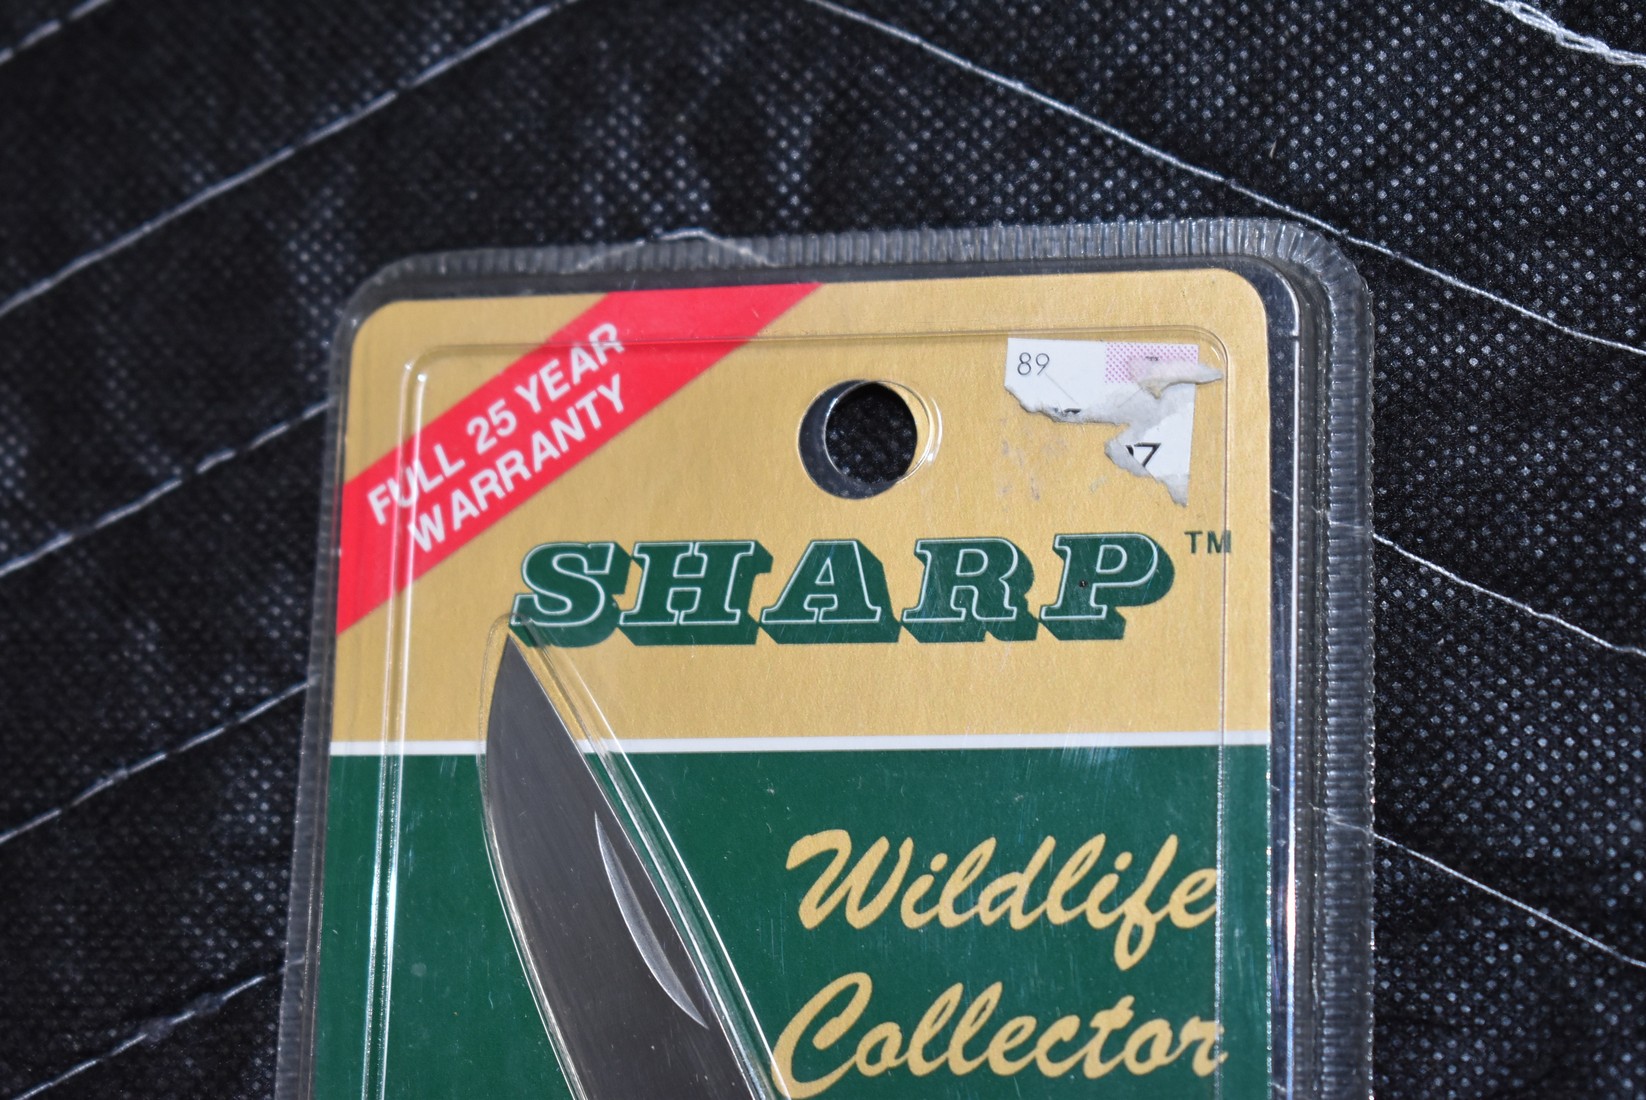 FULL 25 YEAR
WARRANTY
89
SHARP™
Wildlife
Collector